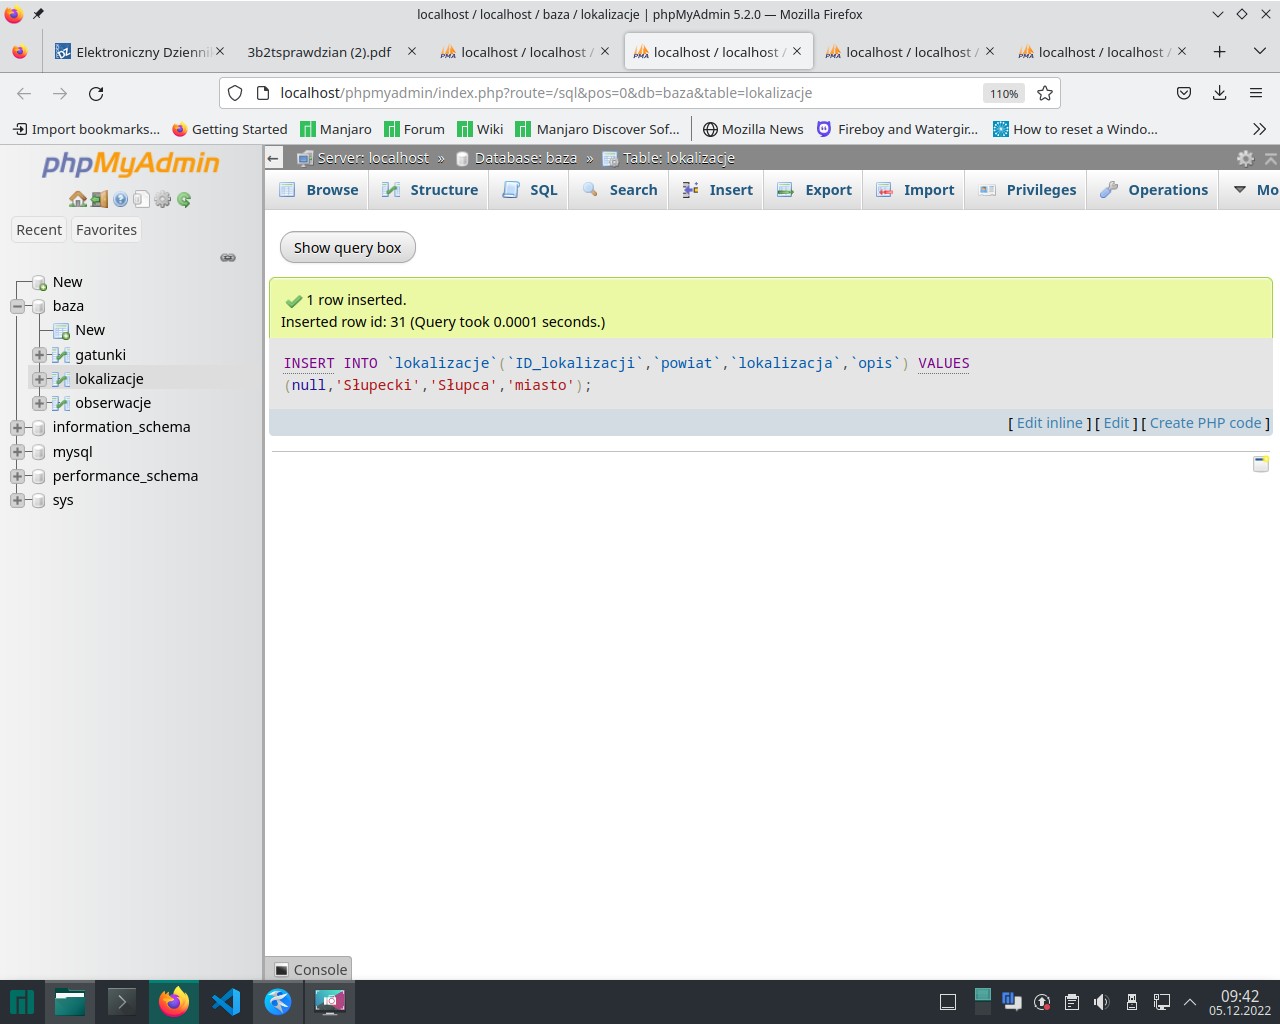 localhost / localhost / baza / lokalizacje | phpMyAdmin 5.2.0 — Mozilla Firefox
Elektroniczny Dzienni
3b2tsprawdzian (2).pdf
localhost / localhost /
localhost / localhost /
localhost / localhost /
localhost / localhost /
localhost/phpmyadmin/index.php?route=/sql&pos=0&db=baza&table=lokalizacje
110%
Import bookmarks...
Getting Started
Manjaro
Forum
Wiki
Manjaro Discover Sof...
Mozilla News
Fireboy and Watergir...
How to reset a Windo...
phpMyAdmin
Recent
Favorites
New
baza
New
gatunki
lokalizacje
obserwacje
information_schema
mysql
performance_schema
sys
Server: localhost » Database: baza » Table: lokalizacje
Browse
Structure
SQL
Search
Insert
Export
Import
Privileges
Operations
Mo
Show query box
1 row inserted.
Inserted row id: 31 (Query took 0.0001 seconds.)
INSERT INTO `lokalizacje`(`ID_lokalizacji`,`powiat`,`lokalizacja`,`opis`) VALUES
(null,'Słupecki','Słupca','miasto');
[ Edit inline ] [ Edit ] [ Create PHP code ]
Console
09:42
05.12.2022